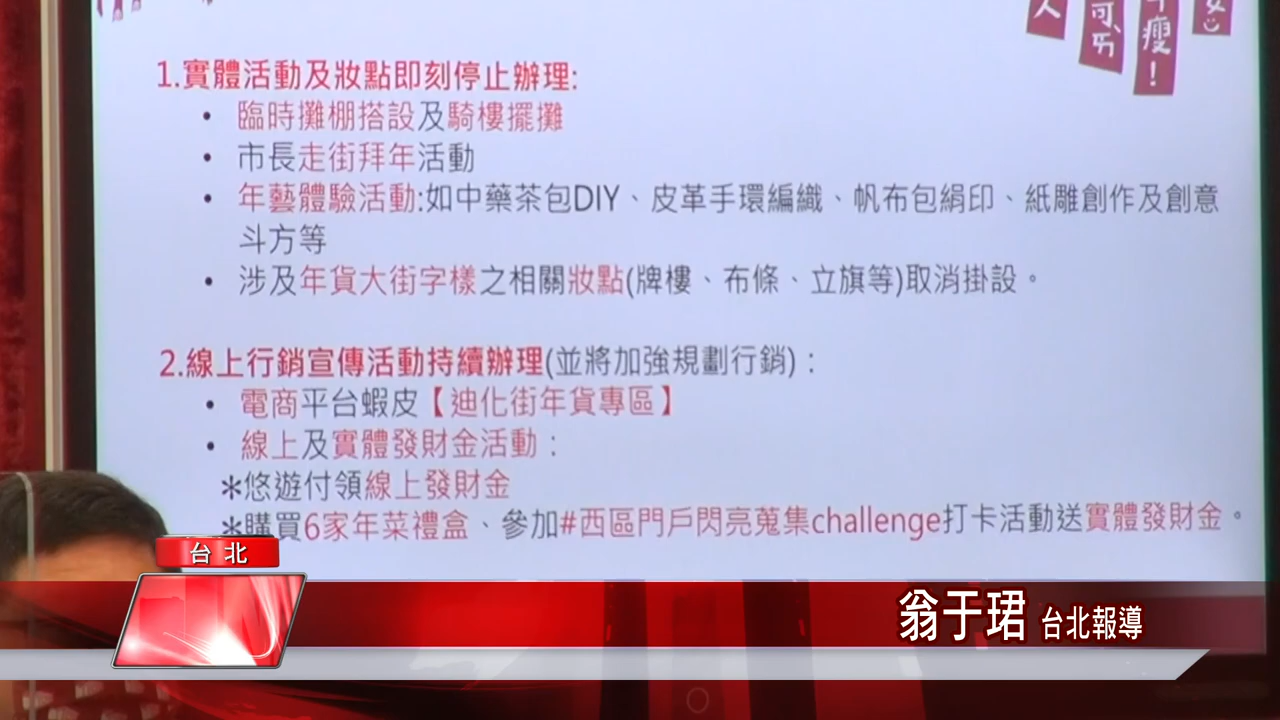 人
可、ㄞ
瘦！
1.實體活動及妝點即刻停止辦理:
• 臨時攤棚搭設及騎樓擺攤
• 市長走街拜年活動
• 年藝體驗活動:如中藥茶包DIY、皮革手環編織、帆布包絹印、紙雕創作及創意
斗方等
• 涉及年貨大街字樣之相關妝點(牌樓、布條、立旗等)取消掛設。
2.線上行銷宣傳活動持續辦理(並將加強規劃行銷)：
• 電商平台蝦皮【迪化街年貨專區】
• 線上及實體發財金活動：
＊悠遊付領線上發財金
＊購買6家年菜禮盒、參加#西區門戶閃亮蒐集challenge打卡活動送實體發財金。
台北
翁于珺 台北報導